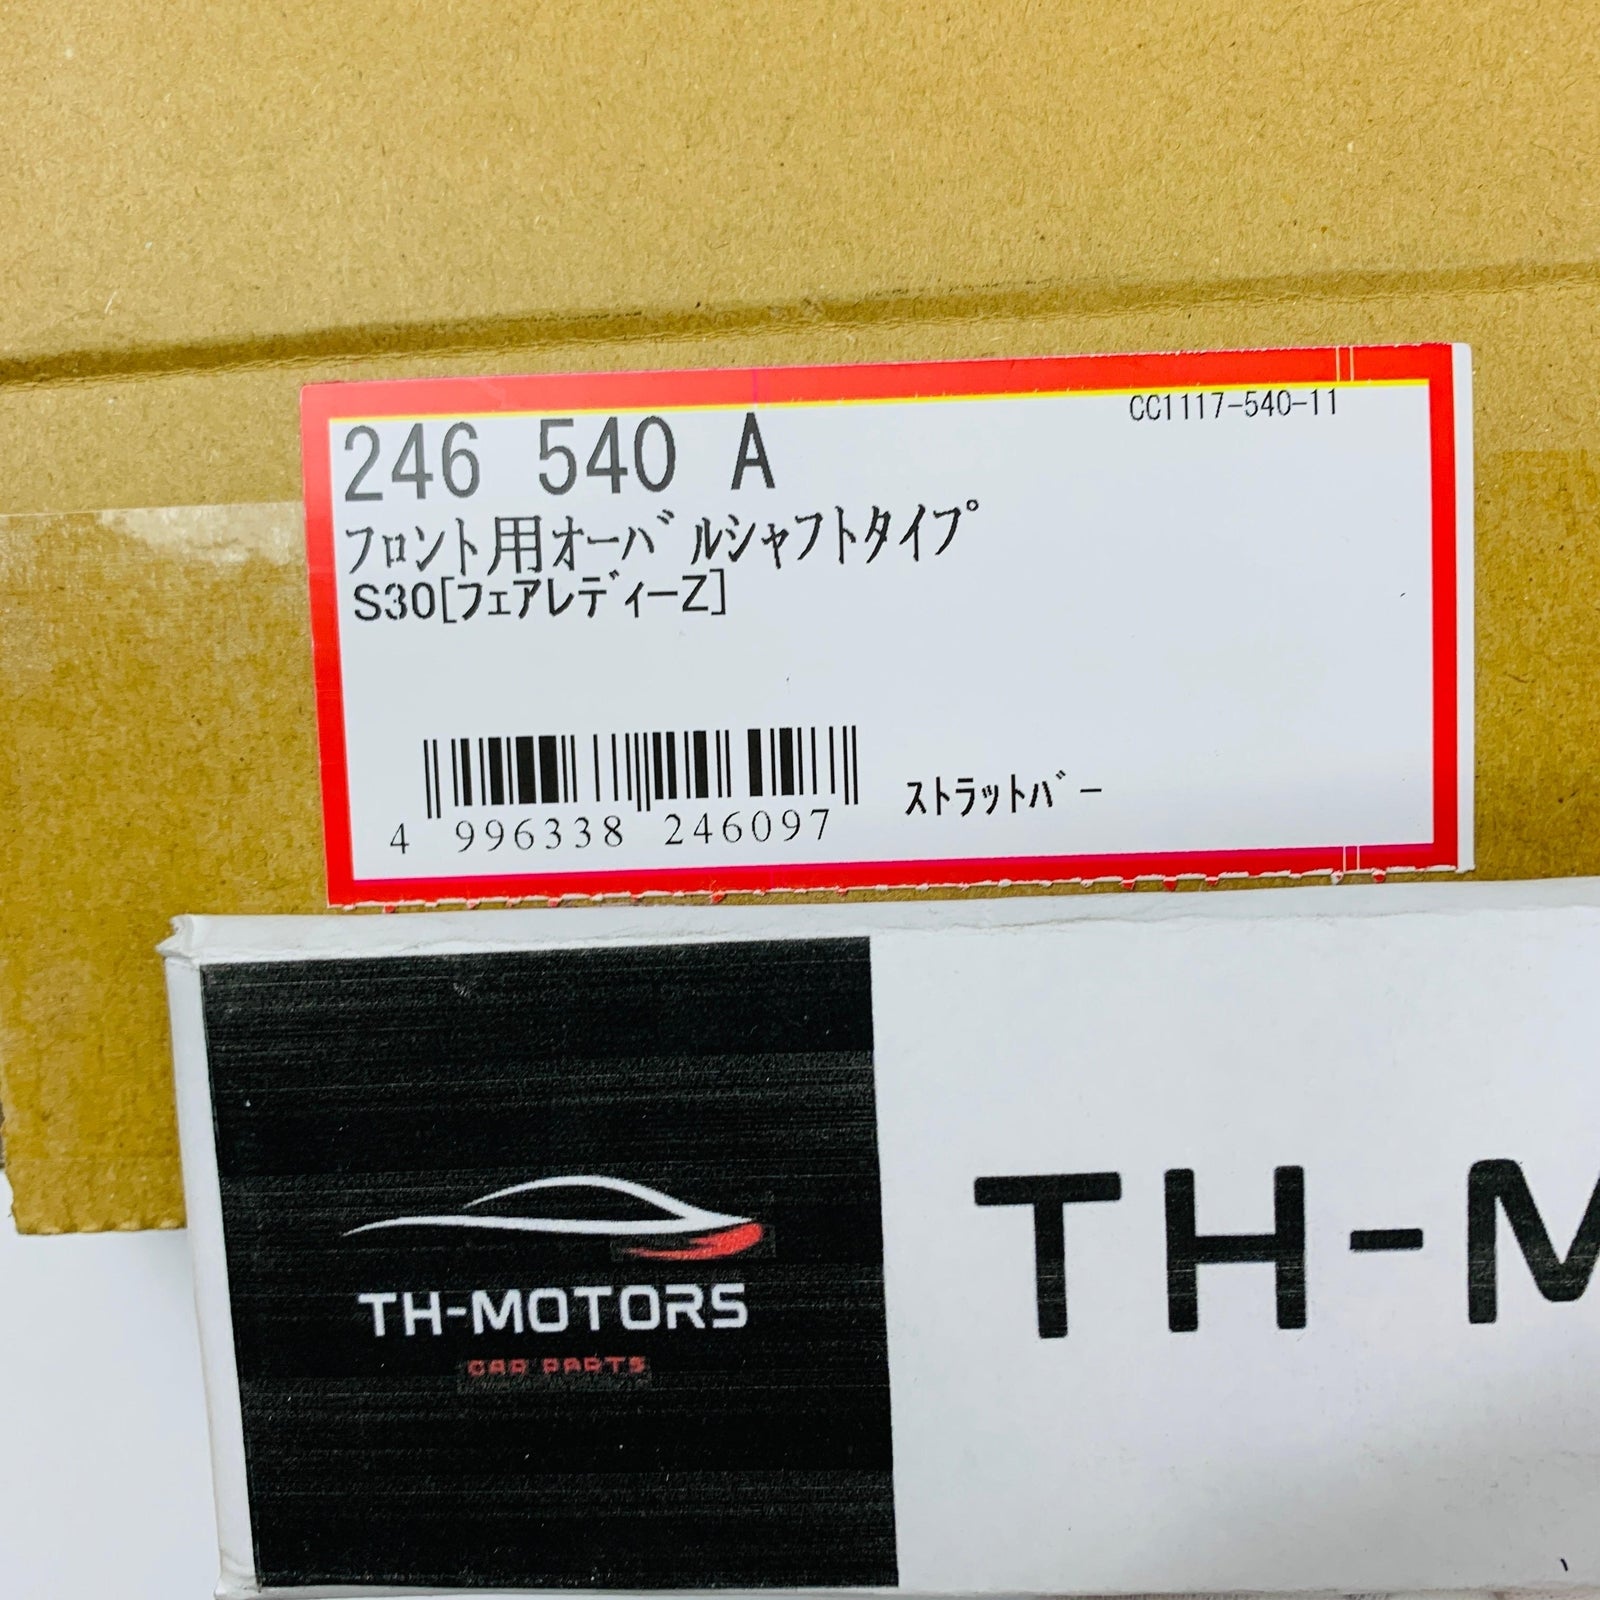 CC1117-540-11
246 540 A
フロント用オーバルシャフトタイプ
S30[フェアレディーZ]
ストラットバー
4 996338 246097
TH-MOTORS
CAR PARTS
TH-M